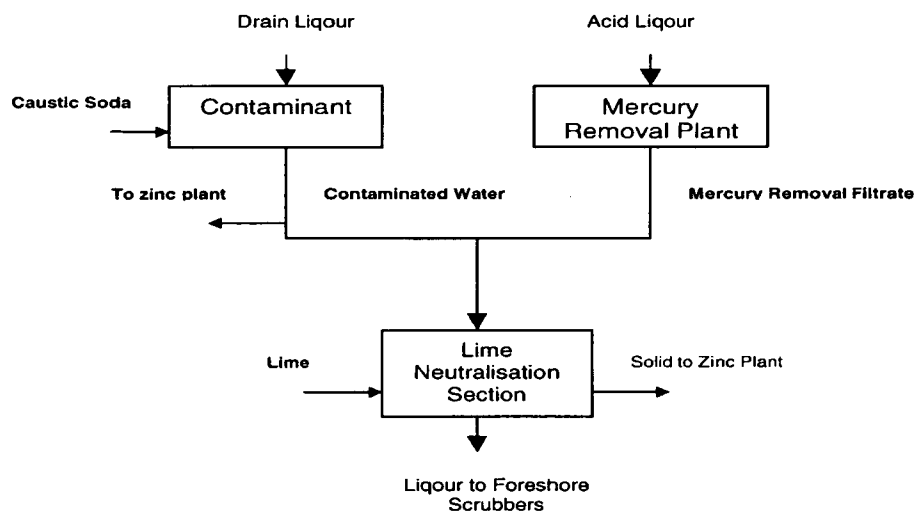 Drain Liqour
Acid Liqour
Caustic Soda
Contaminant
Mercury
Removal Plant
To zinc plant
Contaminated Water
Mercury Removal Filtrate
Lime
Lime
Neutralisation
Section
Solid to Zinc Plant
Liqour to Foreshore
Scrubbers